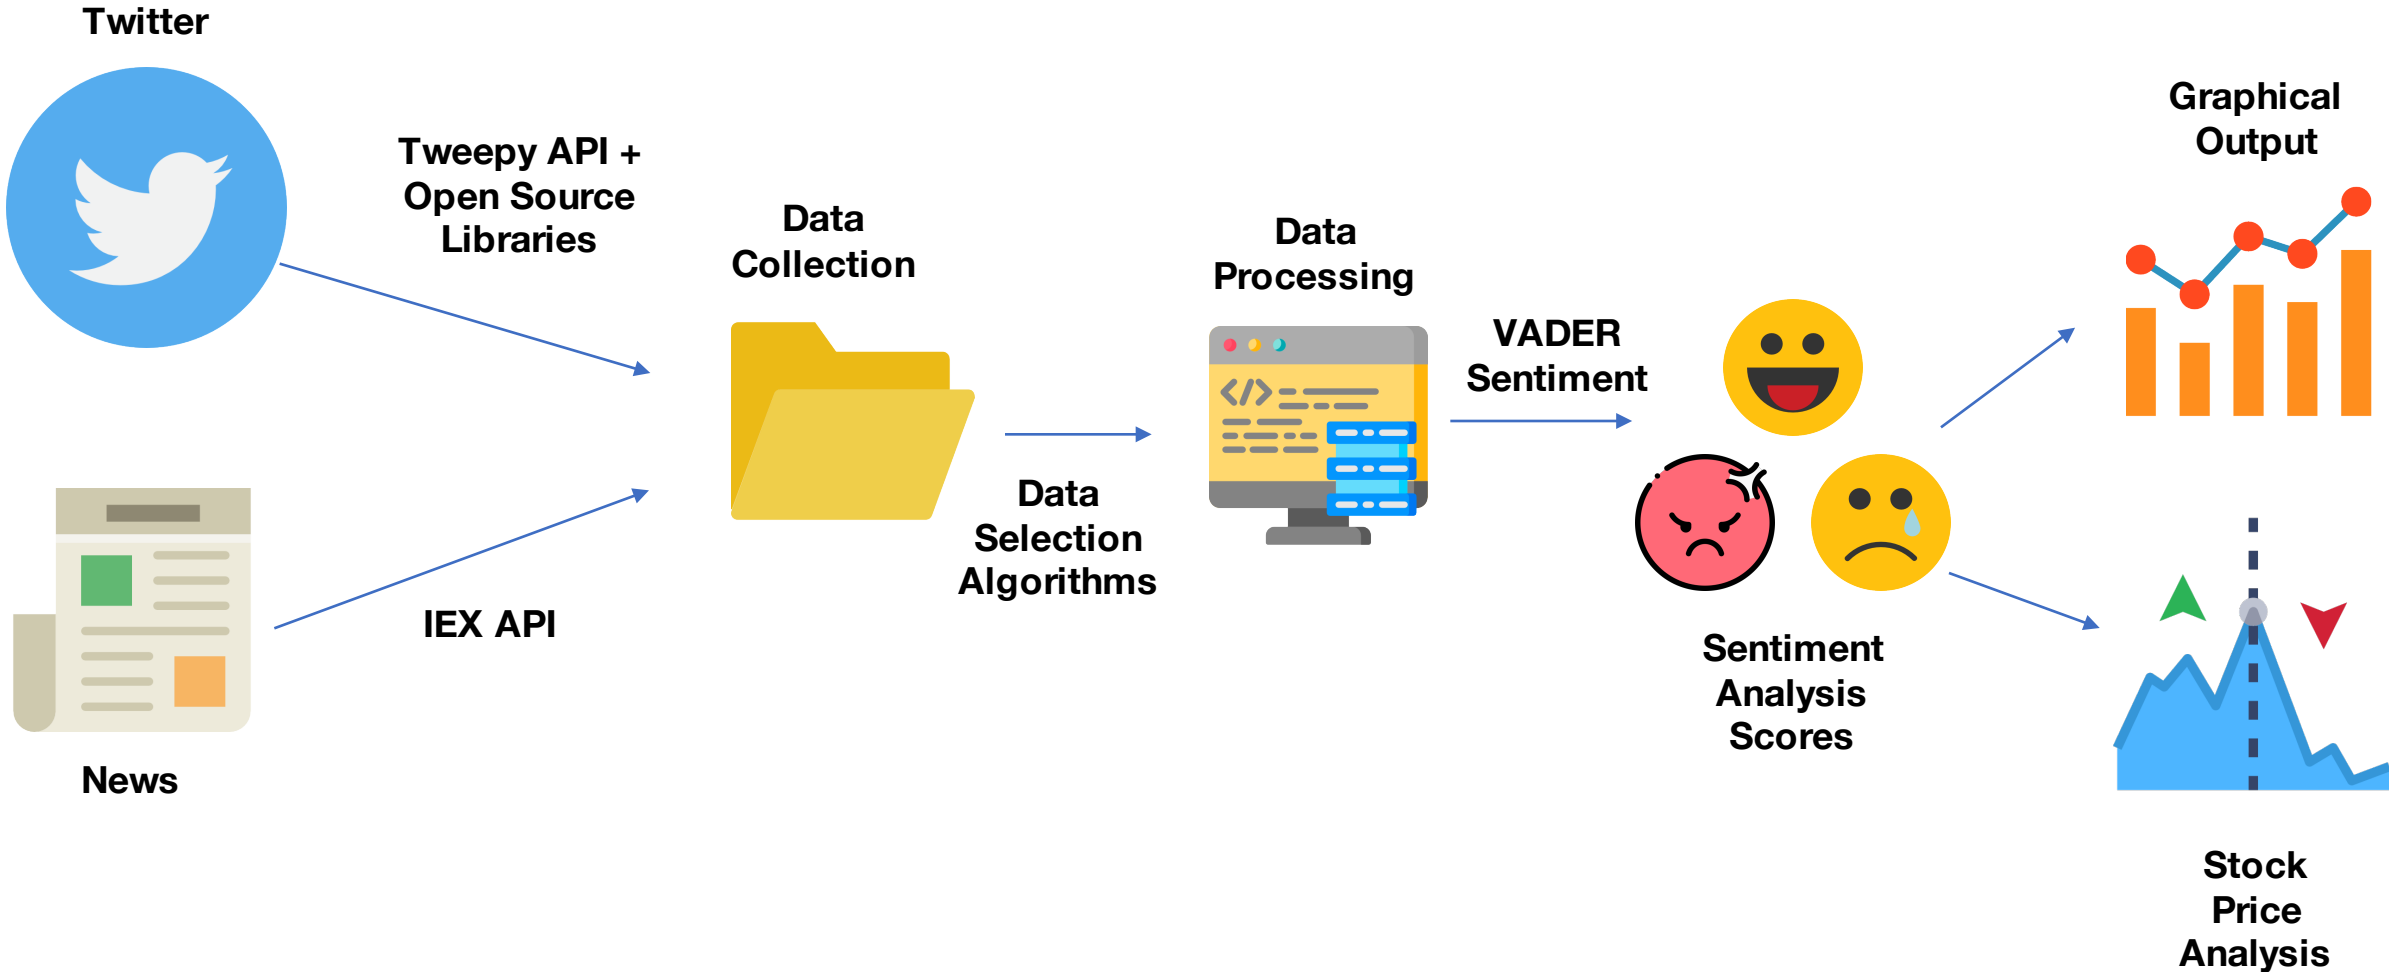 Twitter
Tweepy API +
Open Source
Libraries
Data
Collection
Data
Selection
Algorithms
IEX API
News
Data
Processing
VADER
Sentiment
Sentiment
Analysis
Scores
Graphical
Output
Stock
Price
Analysis